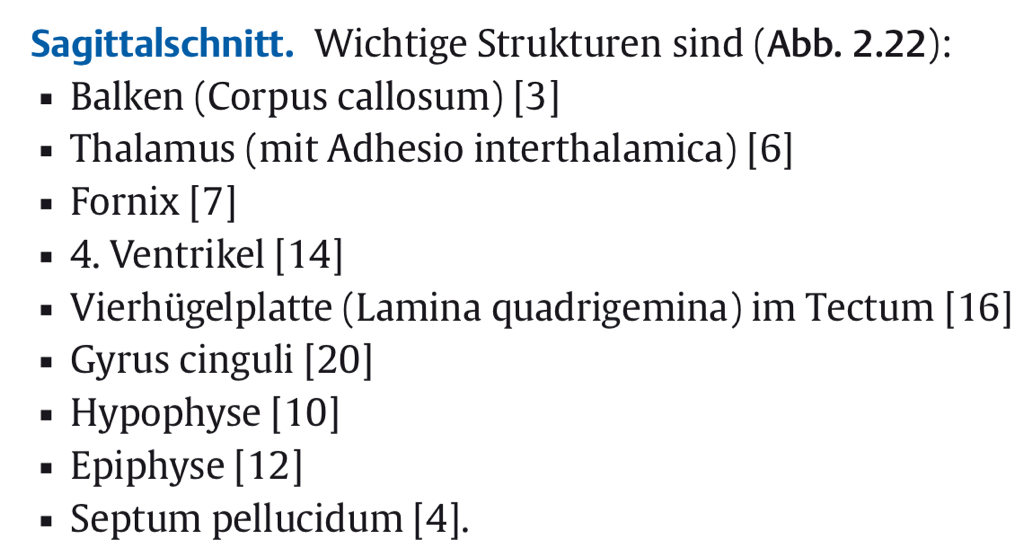 Sagittalschnitt. Wichtige Strukturen sind (Abb. 2.22):
▪ Balken (Corpus callosum) [3]
▪ Thalamus (mit Adhesio interthalamica) [6]
▪ Fornix [7]
▪ 4. Ventrikel [14]
▪ Vierhügelplatte (Lamina quadrigemina) im Tectum [16]
▪ Gyrus cinguli [20]
▪ Hypophyse [10]
▪ Epiphyse [12]
▪ Septum pellucidum [4].